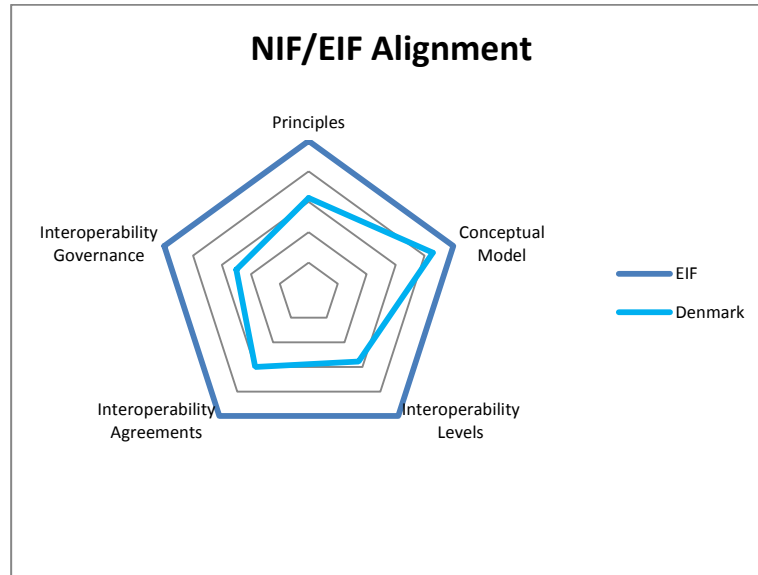 NIF/EIF Alignment
Principles
Interoperability
Governance
Conceptual
Model
EIF
Denmark
Interoperability
Agreements
Interoperability
Levels